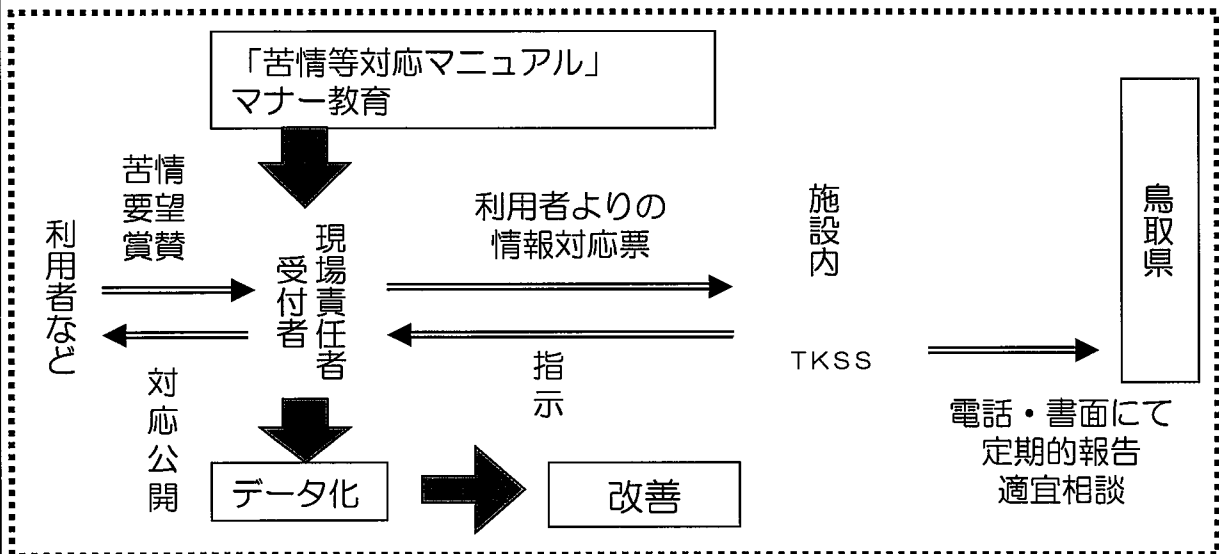 「苦情等対応マニュアル」
マナー教育
苦情
要望
賞賛
利用者など
現場責任者
受付者
利用者よりの
情報対応票
施設内
鳥取県
対応公開
指示
TKSS
電話・書面にて
定期的報告
適宜相談
データ化
改善